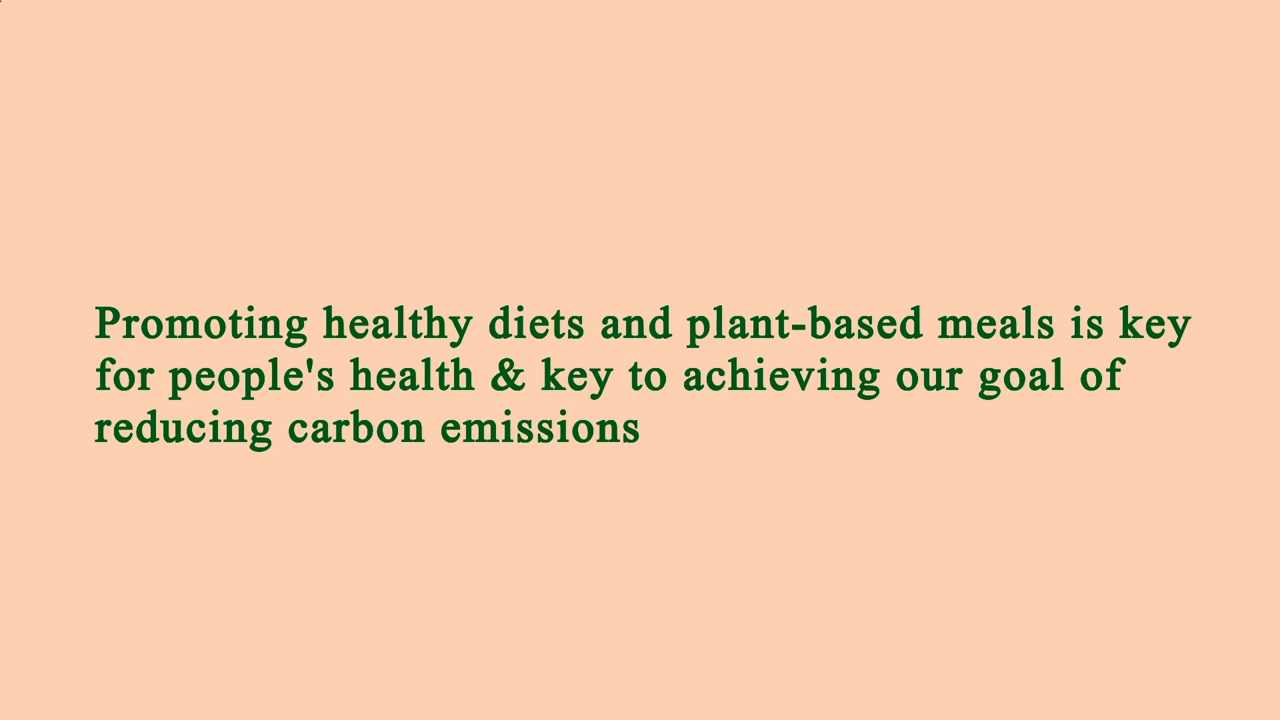 Promoting healthy diets and plant-based meals is key
for people's health & key to achieving our goal of
reducing carbon emissions